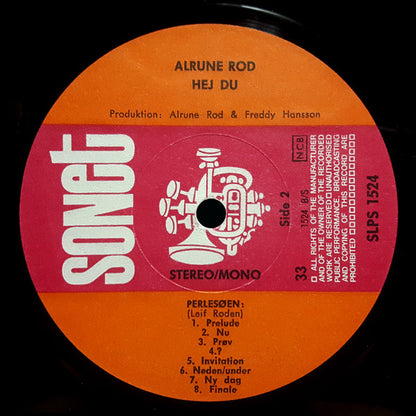 ALRUNE ROD
HEJ DU
Produktion: Alrune Rod & Freddy Hansson
sonet
STEREO/MONO
Side 2
NCB
1524 B/S
33
□ ALL RIGHTS OF THE MANUFACTURER
AND OF THE OWNER OF THE RECORDED
WORK ARE RESERVED □ UNAUTHORISED
PUBLIC PERFORMANCE, BROADCASTING
AND COPYING OF THIS RECORD ARE
PROHIBITED □□□□□□□□□□□□
SLPS 1524
PERLESØEN:
(Leif Roden)
1. Prelude
2. Nu
3. Prøv
4.?
5. Invitation
6. Neden/under
7. Ny dag
8. Finale